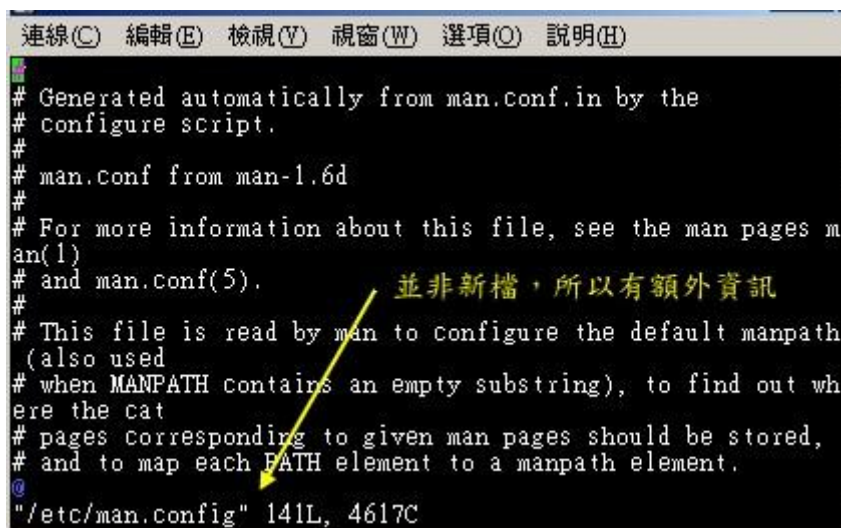 連線(C) 編輯(E) 檢視(V) 視窗(W) 選項(O) 說明(H)
#
# Generated automatically from man.conf.in by the
# configure script.
#
# man.conf from man-1.6d
#
# For more information about this file, see the man pages m
an(1)
# and man.conf(5).
並非新檔，所以有額外資訊
#
# This file is read by man to configure the default manpath
(also used
# when MANPATH contains an empty substring), to find out wh
ere the cat
# pages corresponding to given man pages should be stored,
# and to map each PATH element to a manpath element.
@
"/etc/man.config" 141L, 4617C